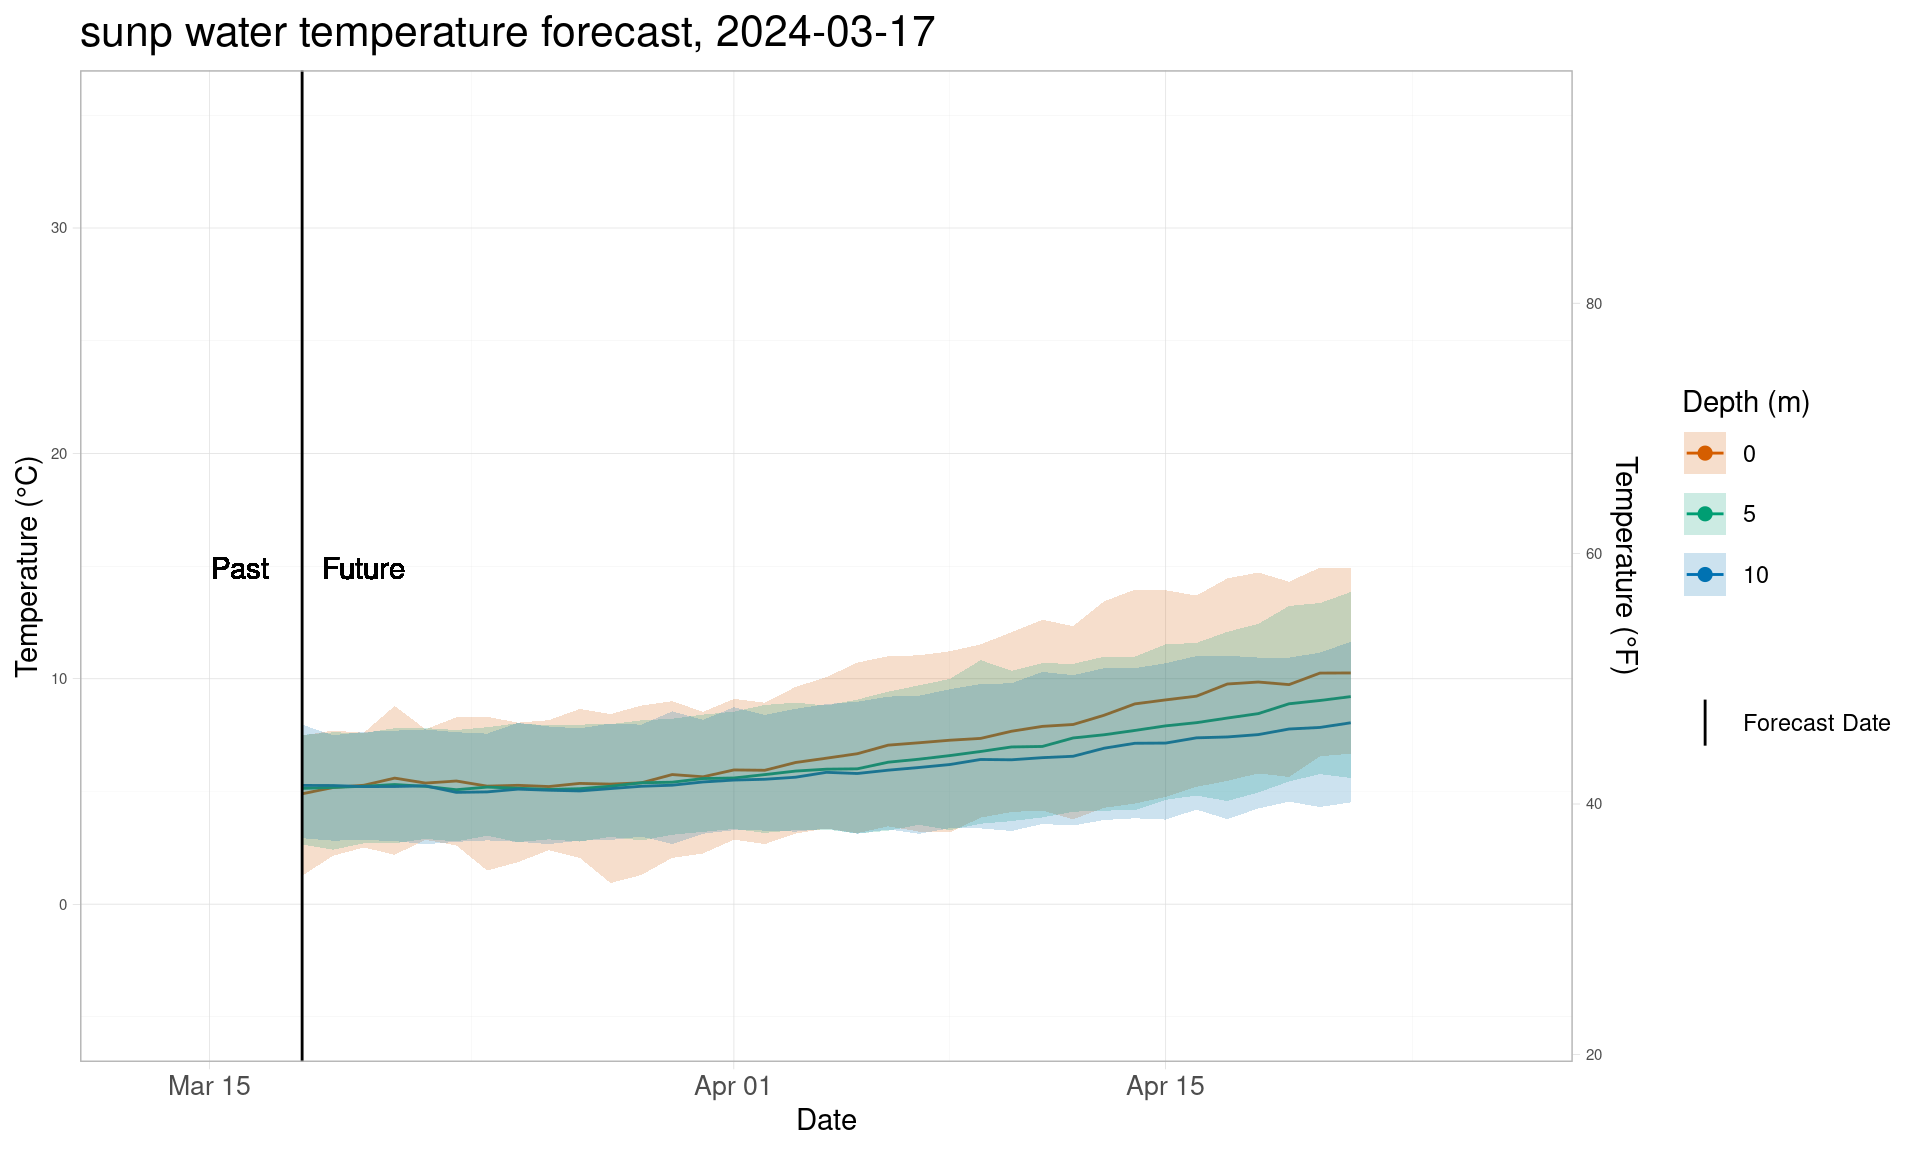 sunp water temperature forecast, 2024-03-17
30
20
10
0
Temperature (°C)
Past
Future
80
60
40
20
Temperature (°F)
Mar 15
Apr 01
Apr 15
Date
Depth (m)
0
5
10
Forecast Date